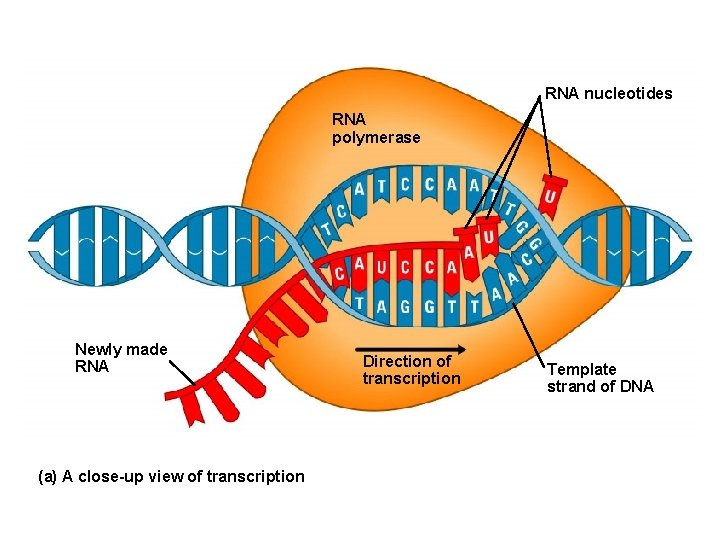 RNA nucleotides
RNA
polymerase
T C A T C C A A T T G G
U
C A U C C A A U
T A G G T T A A C
Newly made
RNA
Direction of
transcription
Template
strand of DNA
(a) A close-up view of transcription